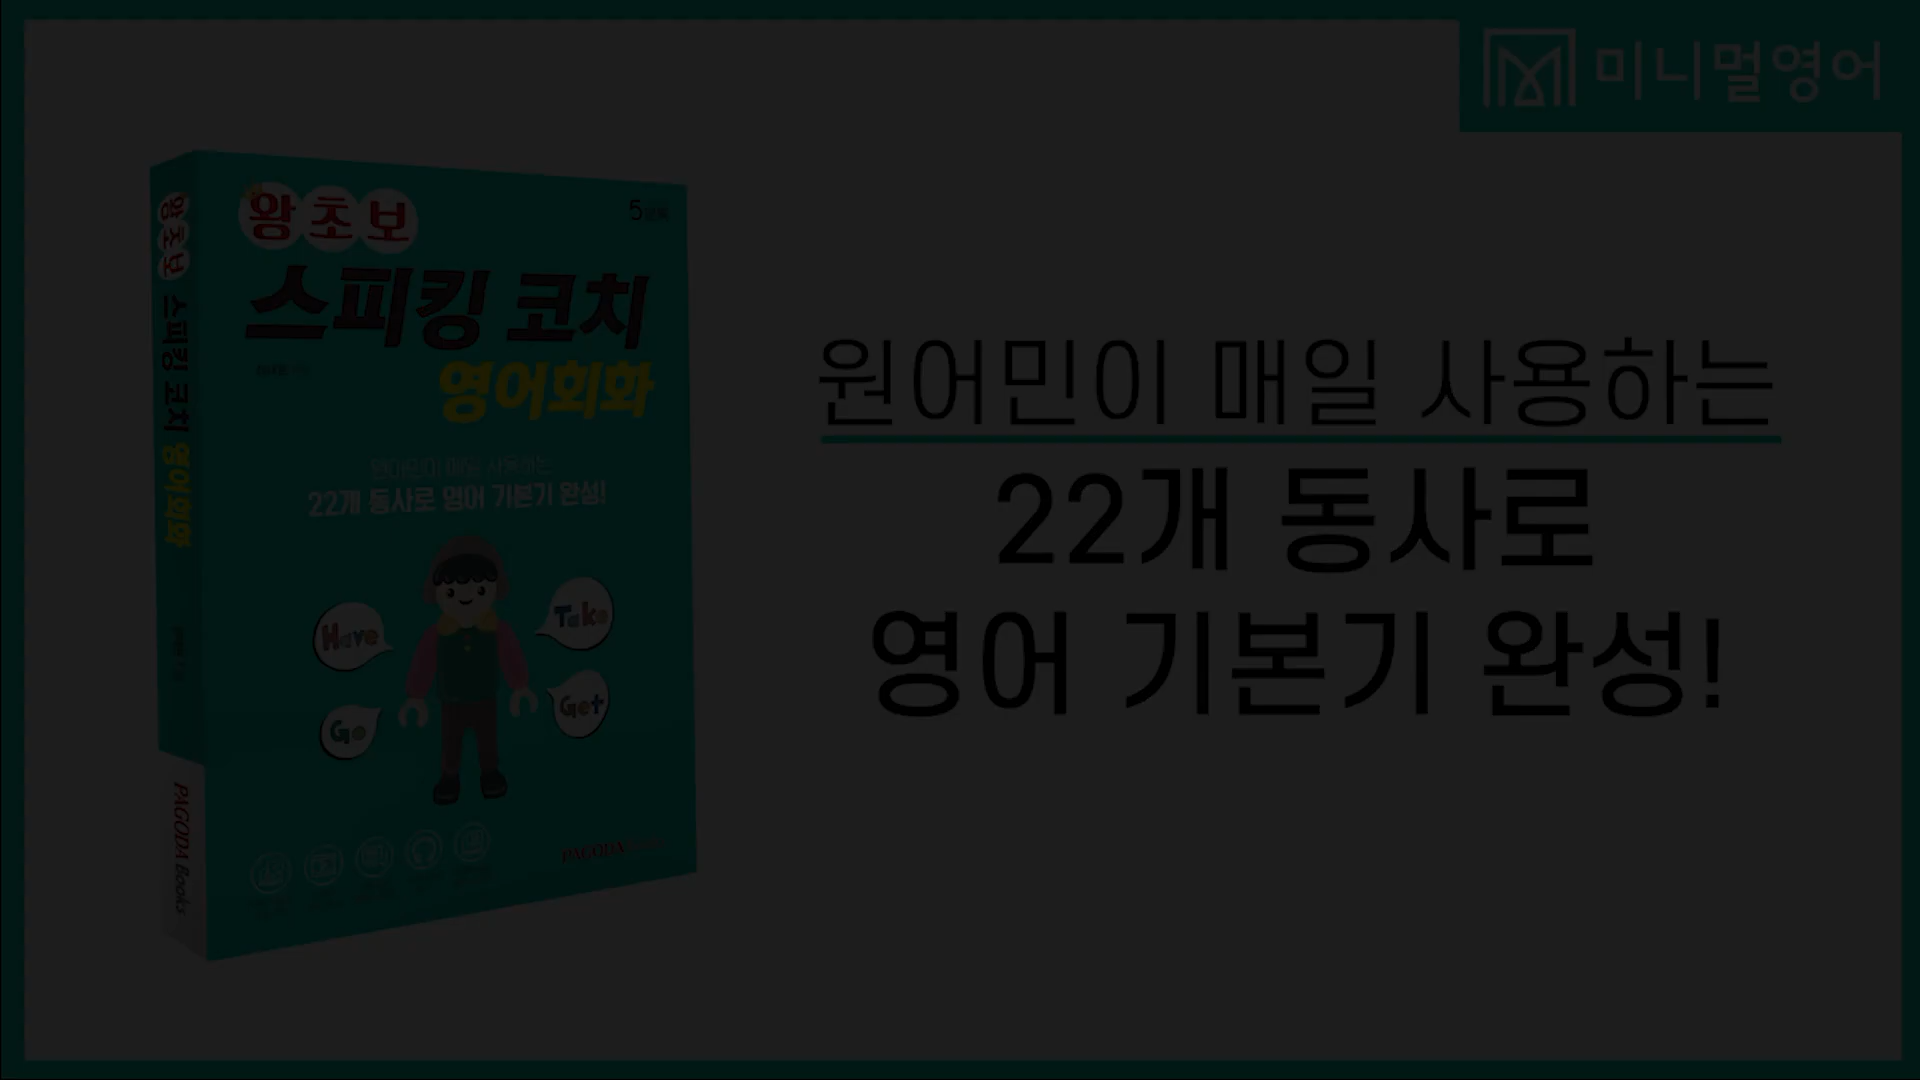 미니멀영어
왕초보
스피킹 코치
영어회화
원어민이 매일 사용하는
22개 동사로 영어 기본기 완성!
Have
Take
Go
Get
PAGODA
왕초보 스피킹 코치 영어회화
PAGODA Books
원어민이 매일 사용하는
22개 동사로
영어 기본기 완성!